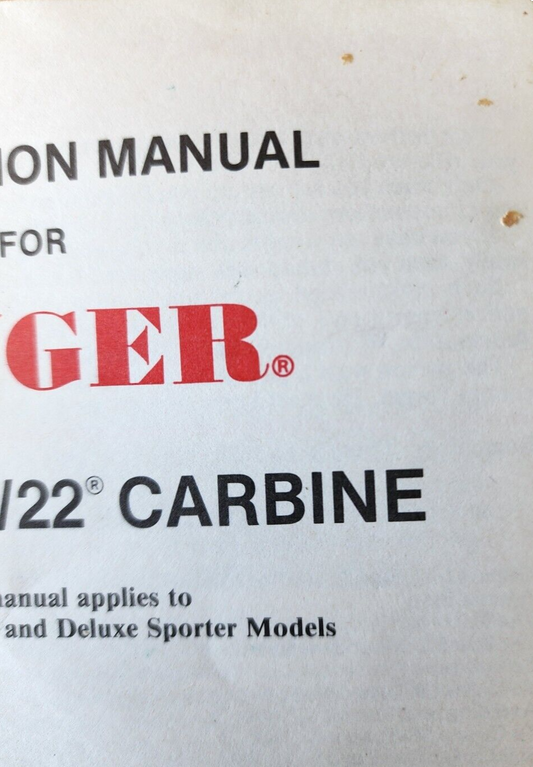 ION MANUAL
FOR
GER®
/22® CARBINE
manual applies to
and Deluxe Sporter Models